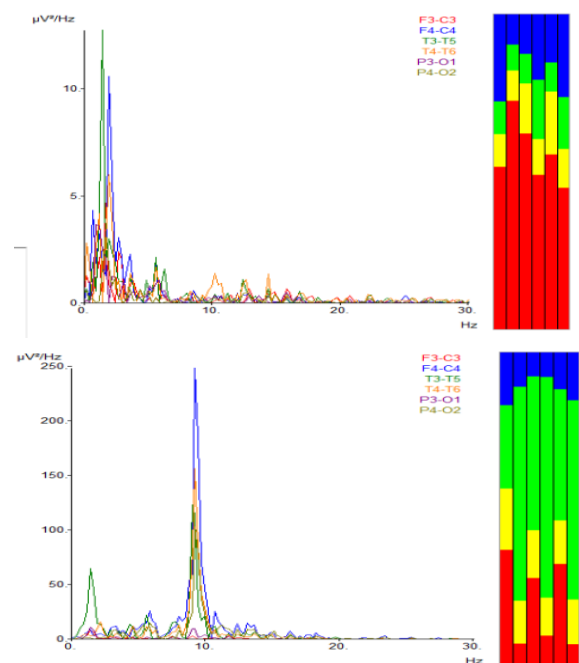 µV²/Hz
F3-C3
F4-C4
T3-T5
T4-T6
P3-O1
P4-O2
10.
5.
0.
0.
10.
20.
30.
Hz
µV²/Hz
250.
F3-C3
F4-C4
T3-T5
T4-T6
P3-O1
P4-O2
200.
150.
100.
50.
0.
0.
10.
20.
30.
Hz